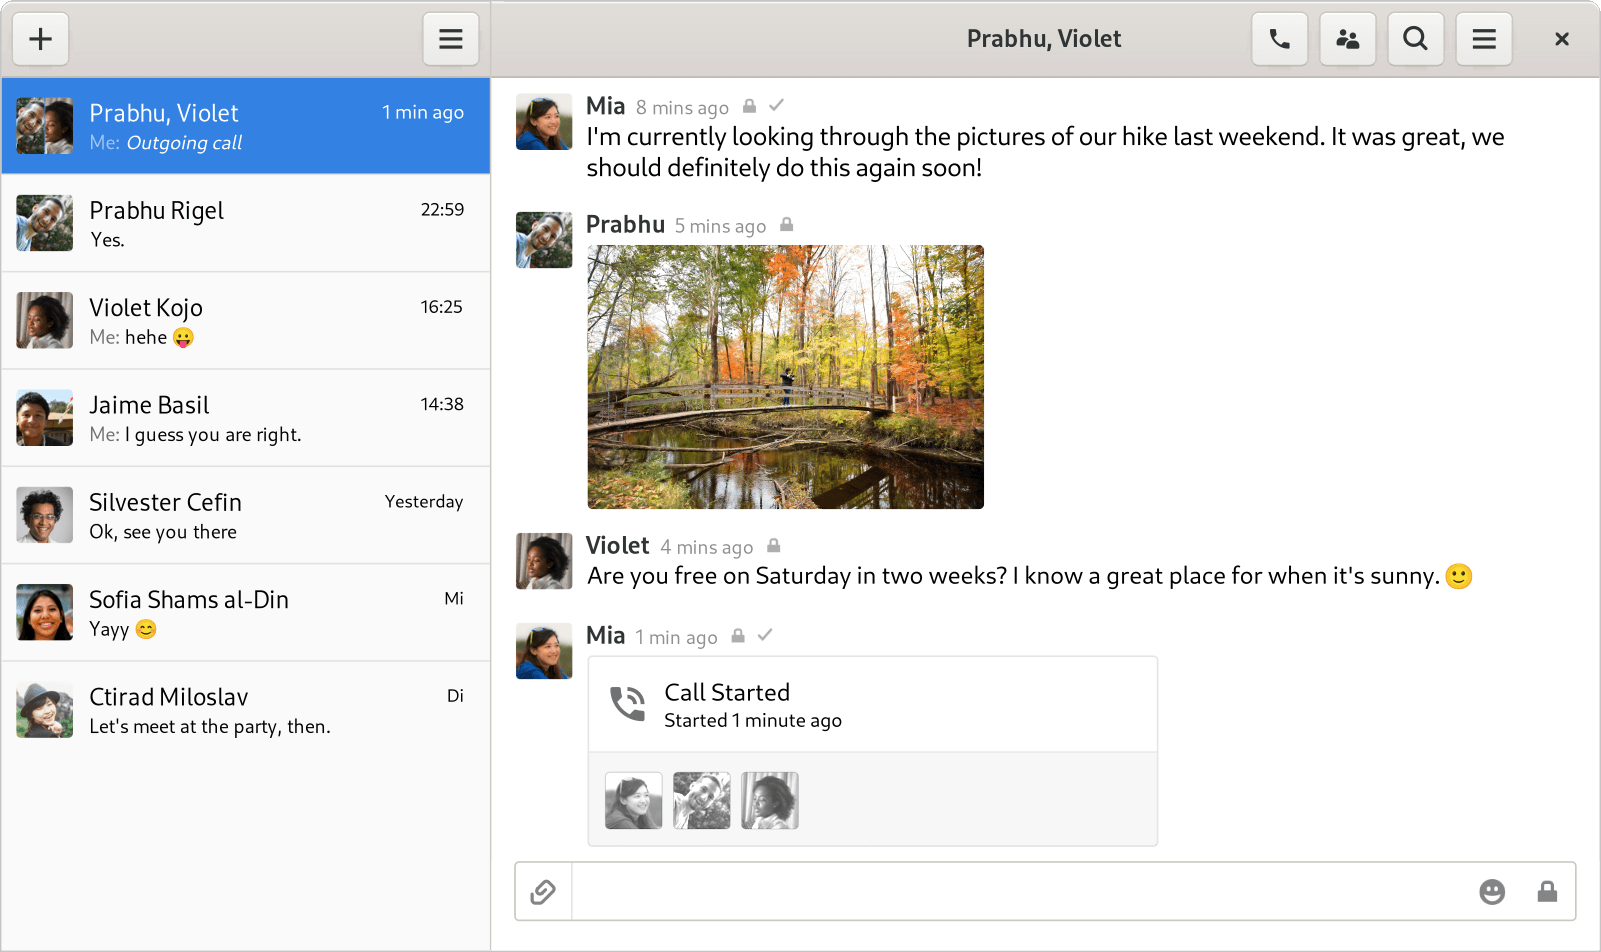 Prabhu, Violet
Prabhu, Violet 1 min ago
Me: Outgoing call
Prabhu Rigel 22:59
Yes.
Violet Kojo 16:25
Me: hehe 😛
Jaime Basil 14:38
Me: I guess you are right.
Silvester Cefin Yesterday
Ok, see you there
Sofia Shams al-Din Mi
Yayy 😊
Ctirad Miloslav Di
Let's meet at the party, then.
Mia 8 mins ago
I'm currently looking through the pictures of our hike last weekend. It was great, we
should definitely do this again soon!
Prabhu 5 mins ago
Violet 4 mins ago
Are you free on Saturday in two weeks? I know a great place for when it's sunny. 🙂
Mia 1 min ago
Call Started
Started 1 minute ago